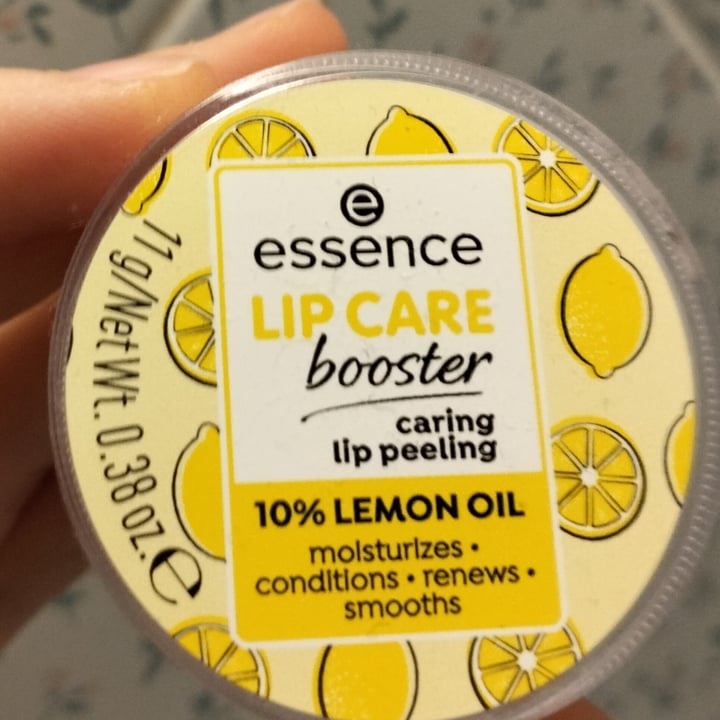 e
essence
LIP CARE
booster
caring
lip peeling
10% LEMON OIL
moisturizes •
conditions • renews •
smooths
11 g/Net Wt. 0.38 oz. ℮